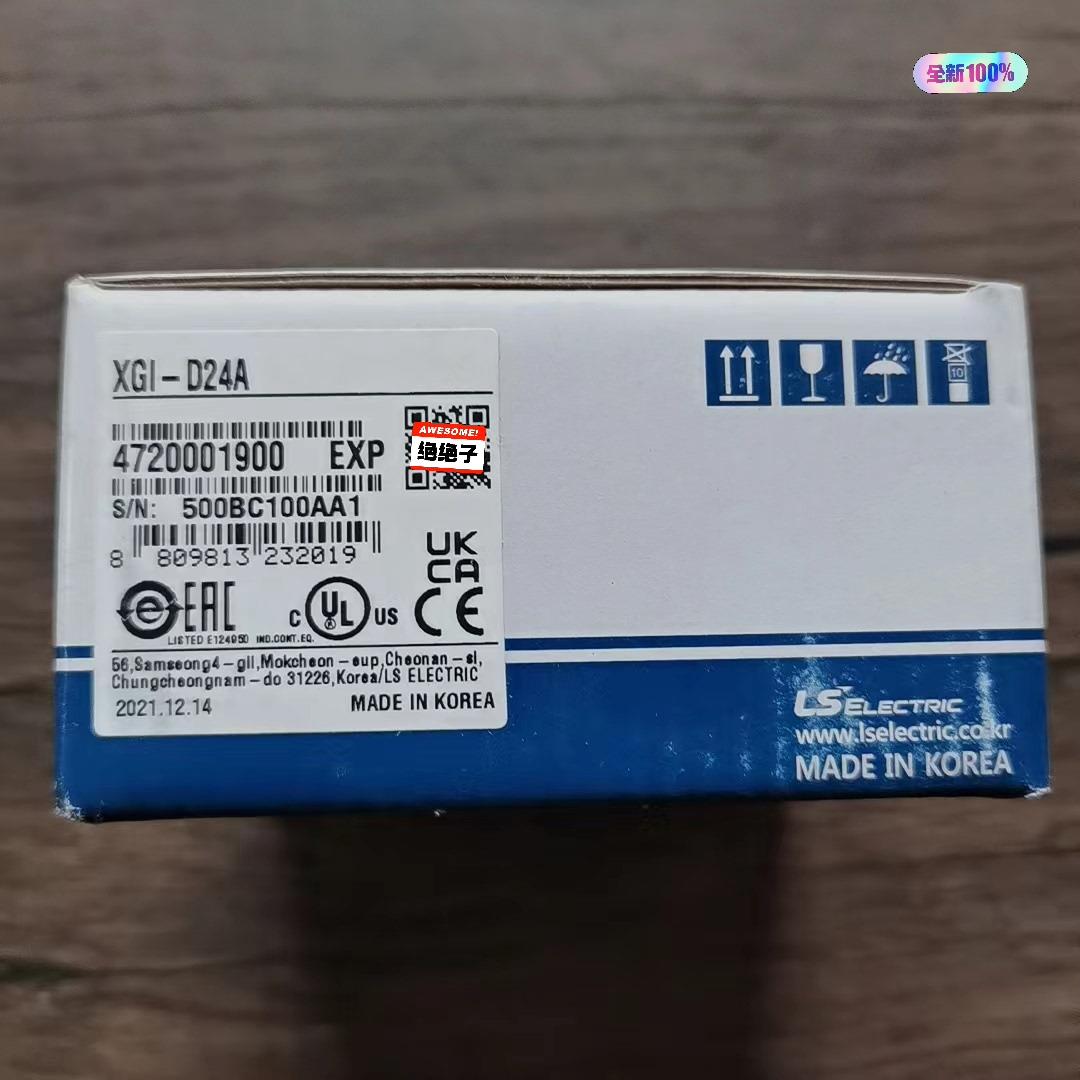 全新100%
XGI-D24A
10
AWESOME!
绝绝子
4720001900 EXP
S/N: 500BC100AA1
8 809813 232019
UK
CA
EAC
C UL US
CE
LISTED E124950 IND.CONT.EQ.
56,Samseong4-gil,Mokcheon-eup,Cheonan-si,
Chungcheongnam-do 31226,Korea/LS ELECTRIC
2021.12.14 MADE IN KOREA
LS ELECTRIC
www.lselectric.co.kr
MADE IN KOREA